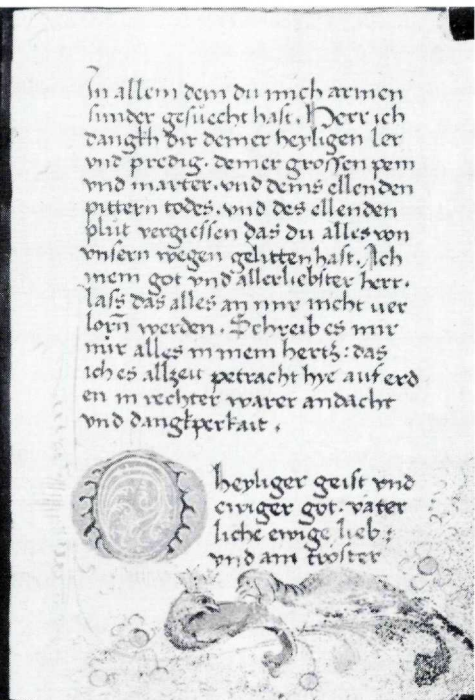 In allem dem du mich armen
sunder gesuecht hast. Herr ich
dangkh dir deiner heyligen ler
vnd predig. deiner grossen pein
vnd marter. vnd deins ellenden
pittern todes. vnd des ellenden
plut vergiessen das du alles von
vnsern wegen gelitten hast. Ach
mein got vnd allerliebster herr.
lass das alles an mir nicht ver
lorn werden. Schreib es mir
nur alles in mein hertz: das
ich es allzeit petracht hye auf erd
en in rechter warer andacht
vnd dangkperkait.
O heyliger geist vnd
ewiger got. väter
liche ewige lieb:
vnd ain tröster